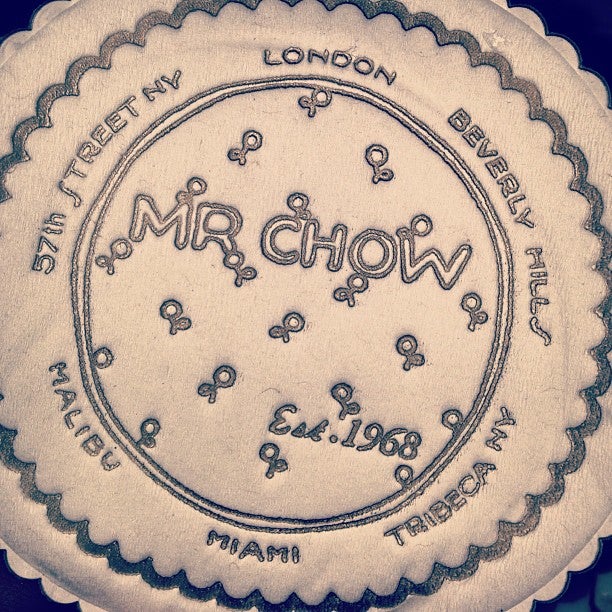 LONDON
BEVERLY HILLS
TRIBECA NY
MIAMI
MALIBU
57th STREET NY
MR CHOW
Est. 1968